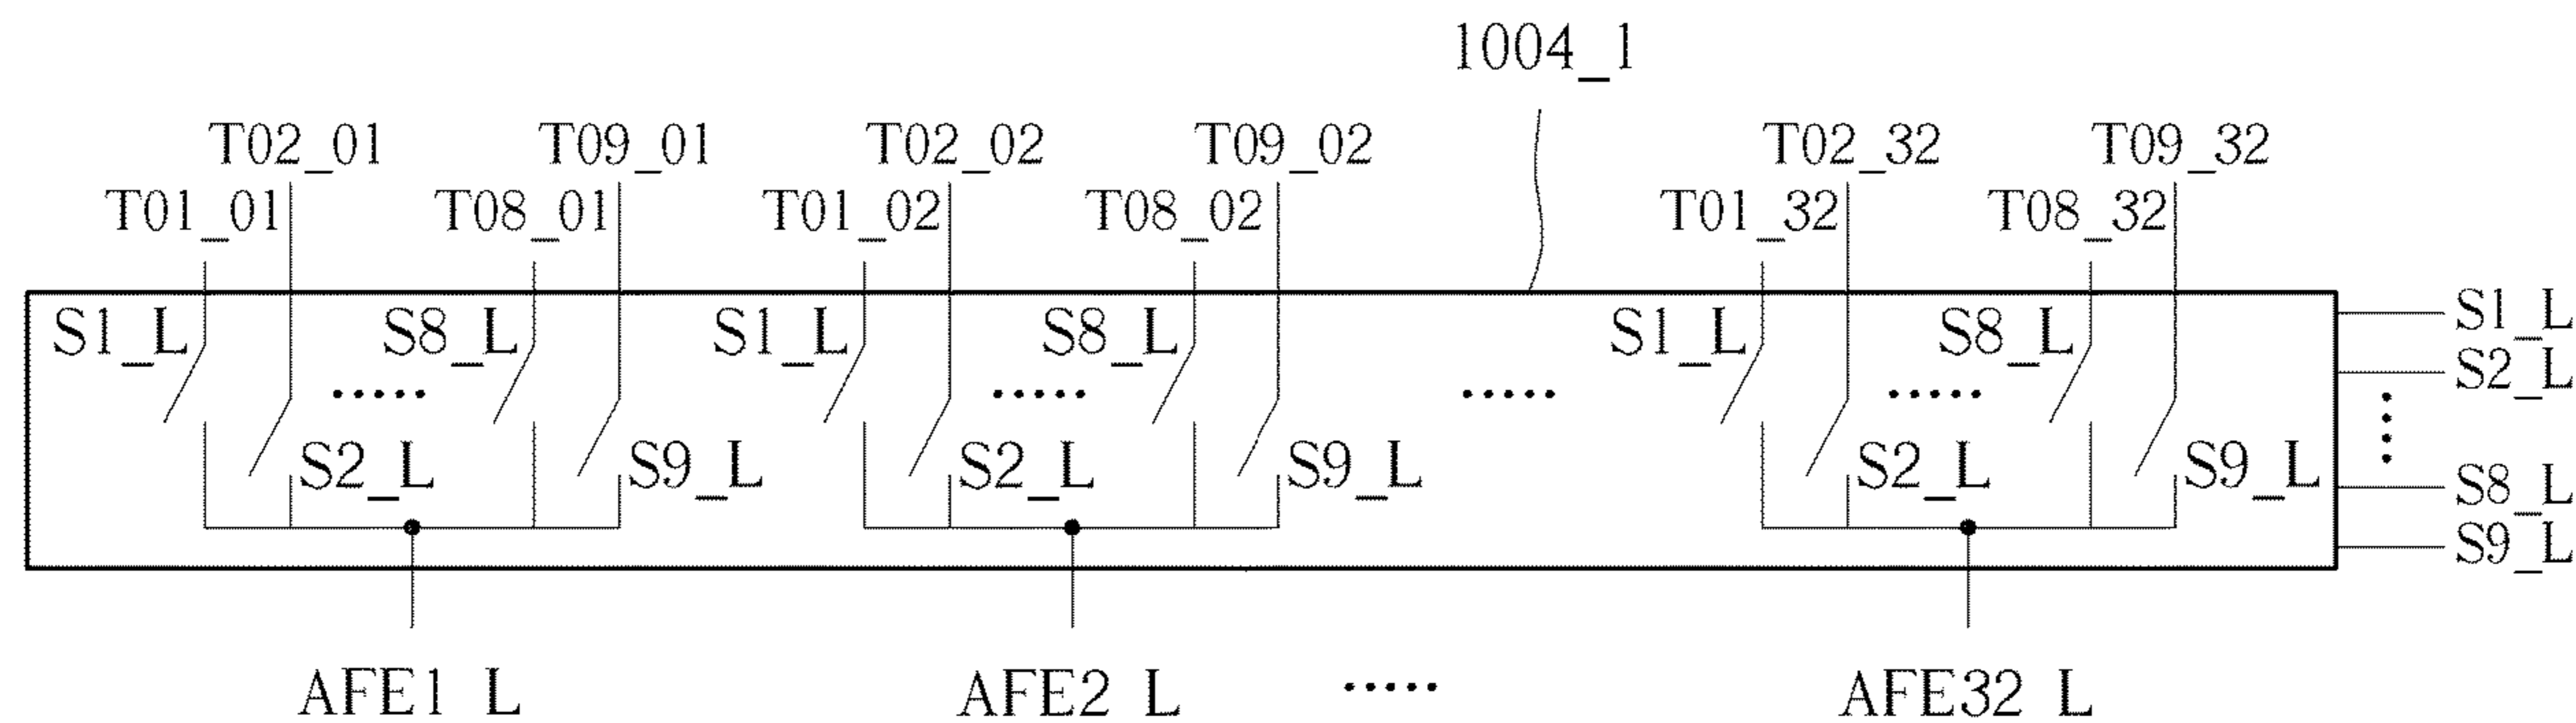 1004_1
T02_01 T09_01 T02_02 T09_02 T02_32 T09_32
T01_01 T08_01 T01_02 T08_02 T01_32 T08_32
S1_L S8_L S1_L S8_L S1_L S8_L S1_L
S2_L
S2_L S9_L S2_L S9_L S2_L S9_L S8_L
S9_L
AFE1_L AFE2_L ..... AFE32_L